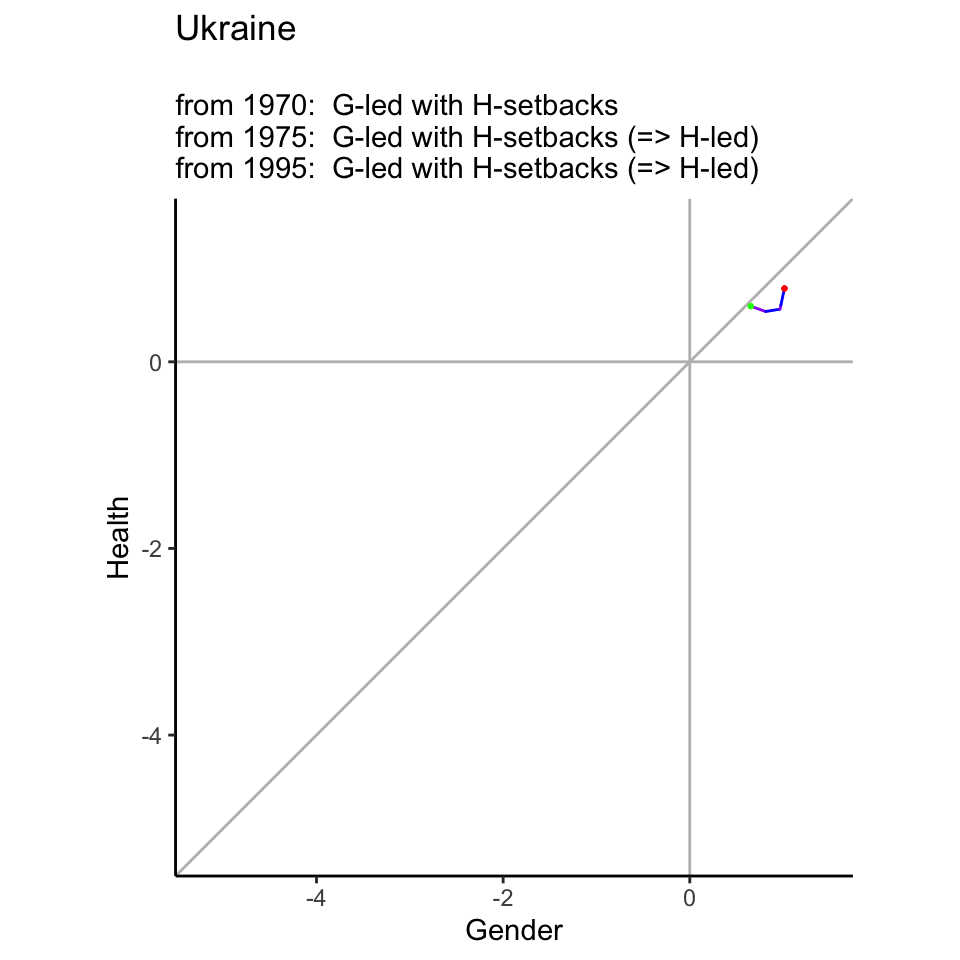 Ukraine
from 1970:  G-led with H-setbacks
from 1975:  G-led with H-setbacks (=> H-led)
from 1995:  G-led with H-setbacks (=> H-led)
0
-2
-4
Health
-4
-2
0
Gender